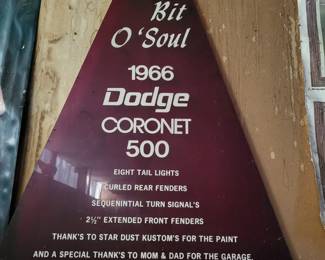 Bit
O'Soul
1966
Dodge
CORONET
500
EIGHT TAIL LIGHTS
CURLED REAR FENDERS
SEQUENINTIAL TURN SIGNAL'S
2½" EXTENDED FRONT FENDERS
THANK'S TO STAR DUST KUSTOM'S FOR THE PAINT
AND A SPECIAL THANK'S TO MOM & DAD FOR THE GARAGE.